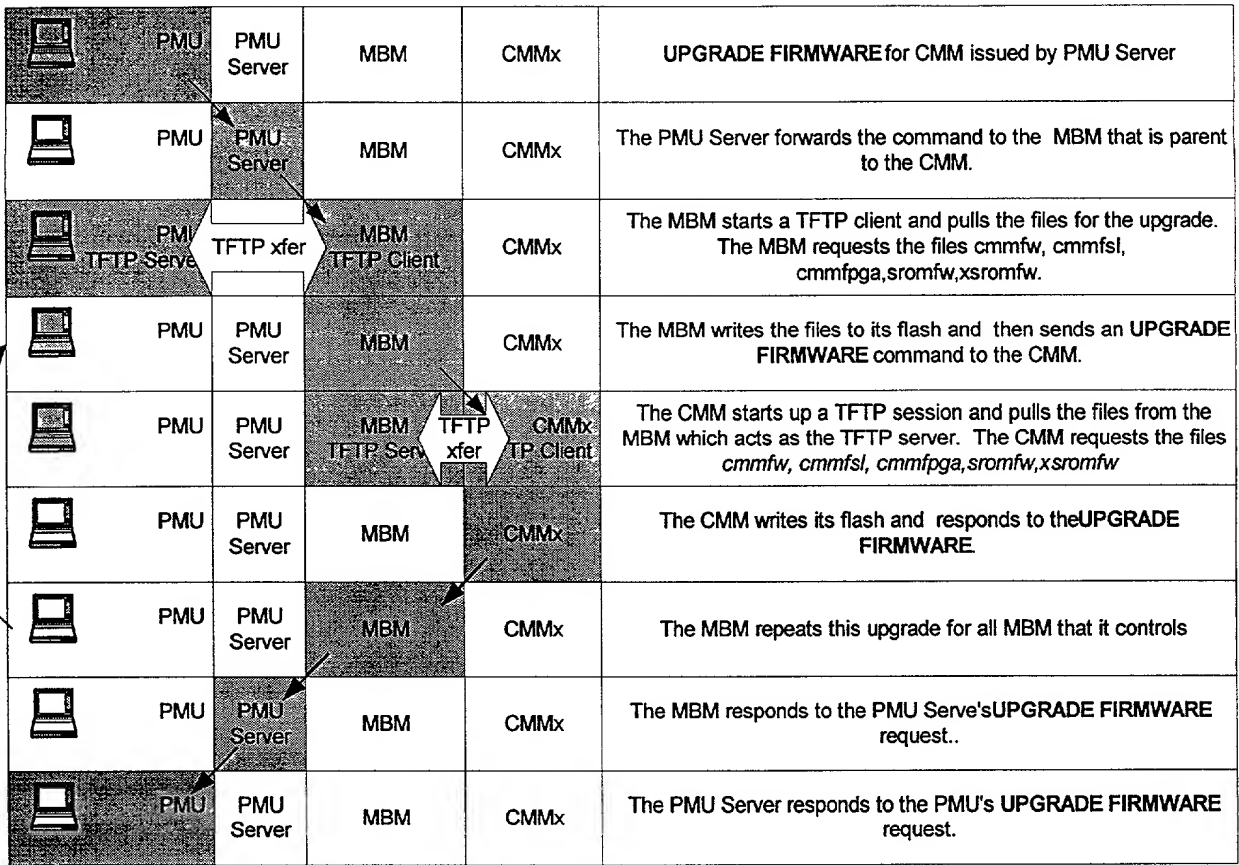 PMU
PMU
Server
MBM
CMMx
UPGRADE FIRMWARE for CMM issued by PMU Server
PMU
PMU
Server
MBM
CMMx
The PMU Server forwards the command to the MBM that is parent
to the CMM.
PMU
TFTP Serve
TFTP xfer
MBM
TFTP Client
CMMx
The MBM starts a TFTP client and pulls the files for the upgrade.
The MBM requests the files cmmfw, cmmfsl,
cmmfpga,sromfw,xsromfw.
PMU
PMU
Server
MBM
CMMx
The MBM writes the files to its flash and then sends an UPGRADE
FIRMWARE command to the CMM.
PMU
PMU
Server
MBM
TFTP Serv
TFTP
xfer
CMMx
TP Client
The CMM starts up a TFTP session and pulls the files from the
MBM which acts as the TFTP server. The CMM requests the files
cmmfw, cmmfsl, cmmfpga,sromfw,xsromfw
PMU
PMU
Server
MBM
CMMx
The CMM writes its flash and responds to theUPGRADE
FIRMWARE.
PMU
PMU
Server
MBM
CMMx
The MBM repeats this upgrade for all MBM that it controls
PMU
PMU
Server
MBM
CMMx
The MBM responds to the PMU Serve'sUPGRADE FIRMWARE
request..
PMU
PMU
Server
MBM
CMMx
The PMU Server responds to the PMU's UPGRADE FIRMWARE
request.